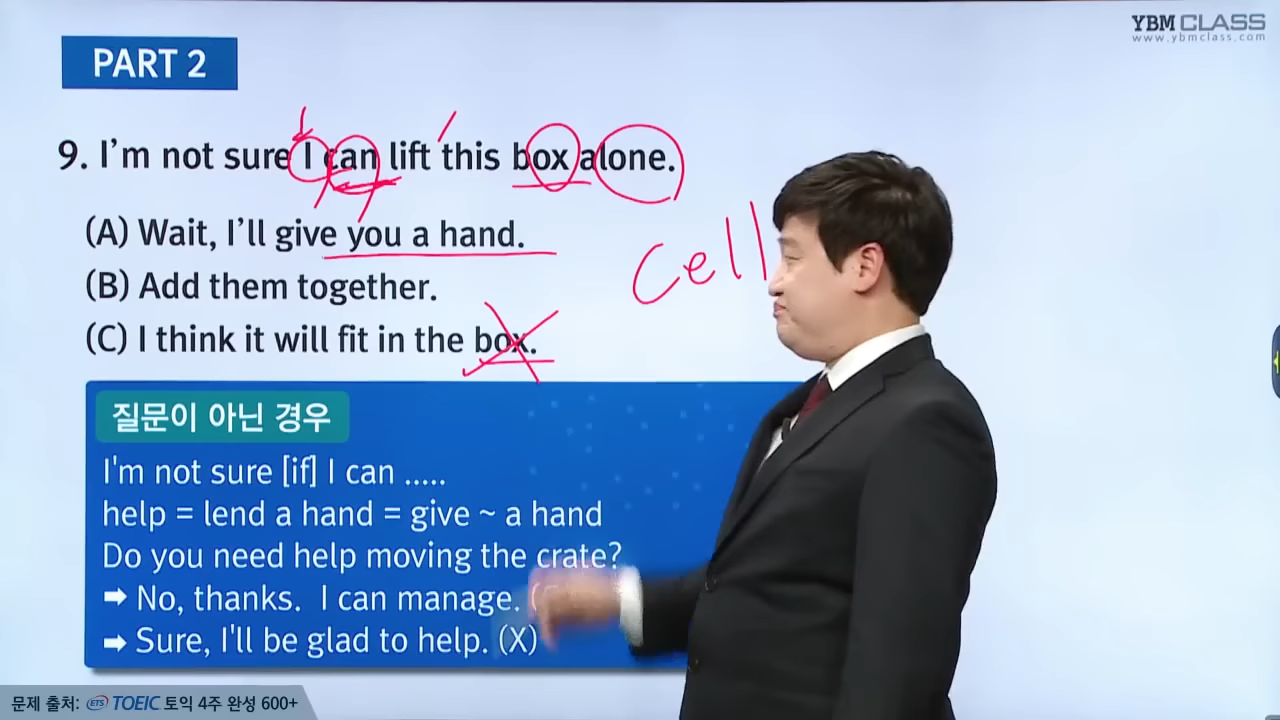 YBM CLASS
www.ybmclass.com
PART 2
9. I'm not sure I can lift this box alone.
(A) Wait, I'll give you a hand.
(B) Add them together.
(C) I think it will fit in the box.
cell
질문이 아닌 경우
I'm not sure [if] I can .....
help = lend a hand = give ~ a hand
Do you need help moving the crate?
➡ No, thanks. I can manage.
➡ Sure, I'll be glad to help. (X)
문제 출처: ETS TOEIC 토익 4주 완성 600+